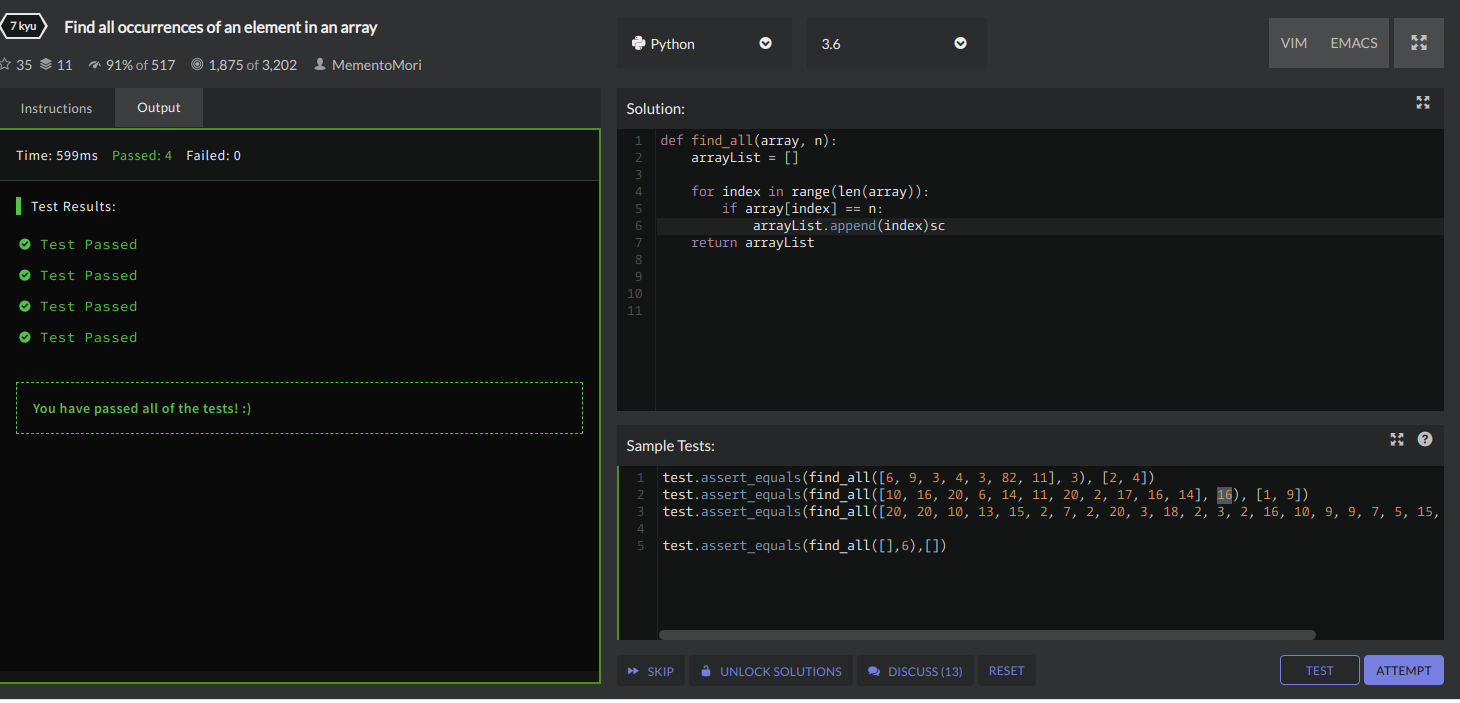 7 kyu Find all occurrences of an element in an array
35 11 91% of 517 1,875 of 3,202 MementoMori
Python 3.6 VIM EMACS
Instructions Output
Time: 599ms Passed: 4 Failed: 0
Test Results:
Test Passed
Test Passed
Test Passed
Test Passed
You have passed all of the tests! :)
Solution:
1 def find_all(array, n):
2     arrayList = []
3
4     for index in range(len(array)):
5         if array[index] == n:
6             arrayList.append(index)sc
7     return arrayList
8
9
10
11
Sample Tests:
1 test.assert_equals(find_all([6, 9, 3, 4, 3, 82, 11], 3), [2, 4])
2 test.assert_equals(find_all([10, 16, 20, 6, 14, 11, 20, 2, 17, 16, 14], 16), [1, 9])
3 test.assert_equals(find_all([20, 20, 10, 13, 15, 2, 7, 2, 20, 3, 18, 2, 3, 2, 16, 10, 9, 9, 7, 5, 15,
4
5 test.assert_equals(find_all([],6),[])
?
SKIP UNLOCK SOLUTIONS DISCUSS (13) RESET TEST ATTEMPT